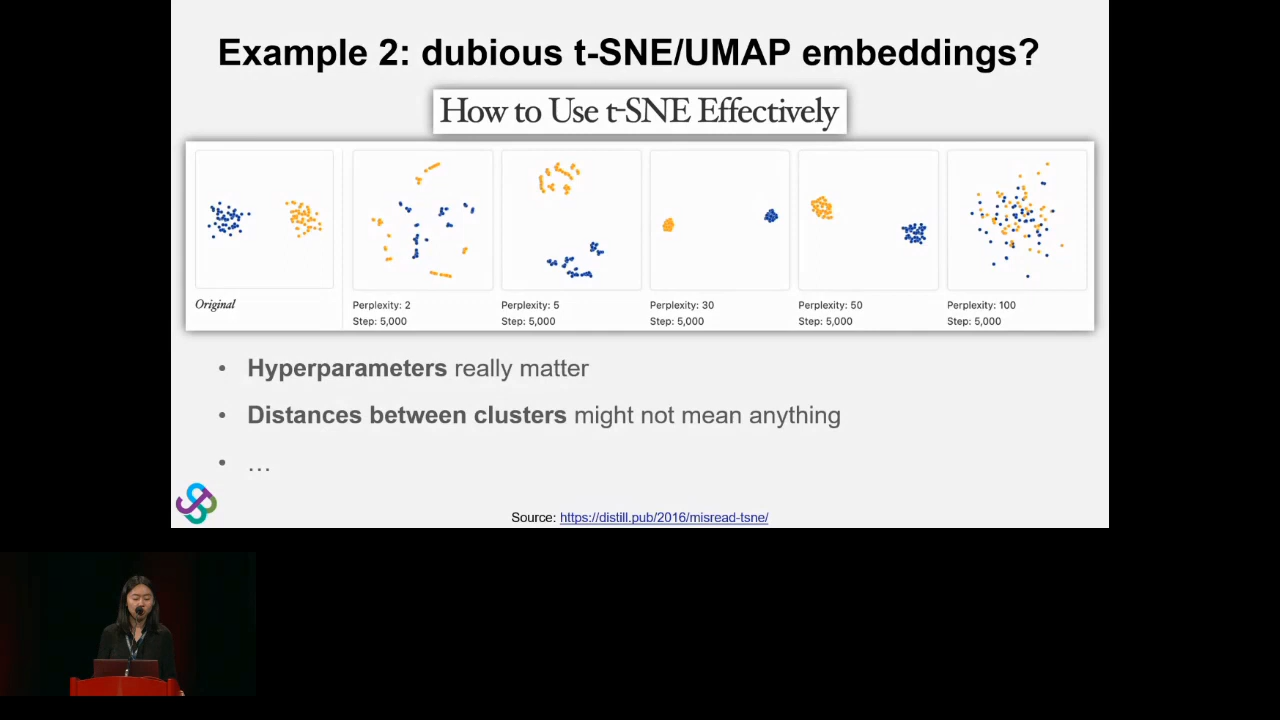 Example 2: dubious t-SNE/UMAP embeddings?
How to Use t-SNE Effectively
Original
Perplexity: 2
Step: 5,000
Perplexity: 5
Step: 5,000
Perplexity: 30
Step: 5,000
Perplexity: 50
Step: 5,000
Perplexity: 100
Step: 5,000
• Hyperparameters really matter
• Distances between clusters might not mean anything
• …
Source: https://distill.pub/2016/misread-tsne/